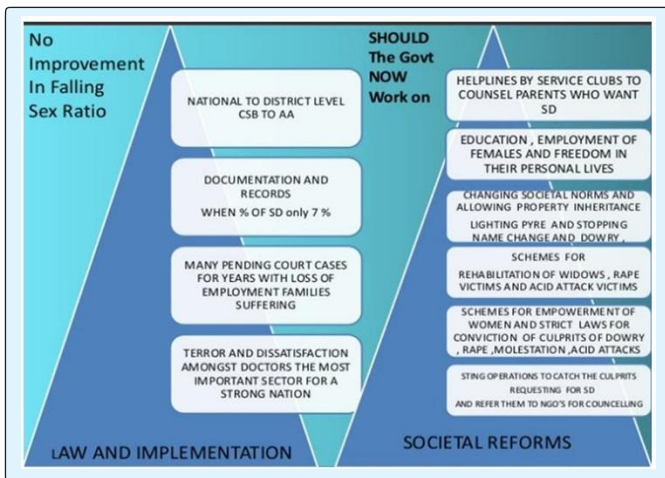 No
Improvement
In Falling
Sex Ratio
NATIONAL TO DISTRICT LEVEL
CSB TO AA
DOCUMENTATION AND
RECORDS
WHEN % OF SD only 7 %
MANY PENDING COURT CASES
FOR YEARS WITH LOSS OF
EMPLOYMENT FAMILIES
SUFFERING
TERROR AND DISSATISFACTION
AMONGST DOCTORS THE MOST
IMPORTANT SECTOR FOR A
STRONG NATION
LAW AND IMPLEMENTATION
SHOULD
The Govt
NOW
Work on
HELPLINES BY SERVICE CLUBS TO
COUNSEL PARENTS WHO WANT
SD
EDUCATION , EMPLOYMENT OF
FEMALES AND FREEDOM IN
THEIR PERSONAL LIVES
CHANGING SOCIETAL NORMS AND
ALLOWING PROPERTY INHERITANCE
LIGHTING PYRE AND STOPPING
NAME CHANGE AND DOWRY ,
SCHEMES FOR
REHABILITATION OF WIDOWS , RAPE
VICTIMS AND ACID ATTACK VICTIMS
SCHEMES FOR EMPOWERMENT OF
WOMEN AND STRICT LAWS FOR
CONVICTION OF CULPRITS OF DOWRY
, RAPE ,MOLESTATION ,ACID ATTACKS
STING OPERATIONS TO CATCH THE CULPRITS
REQUESTING FOR SD
AND REFER THEM TO NGO'S FOR COUNCELLING
SOCIETAL REFORMS